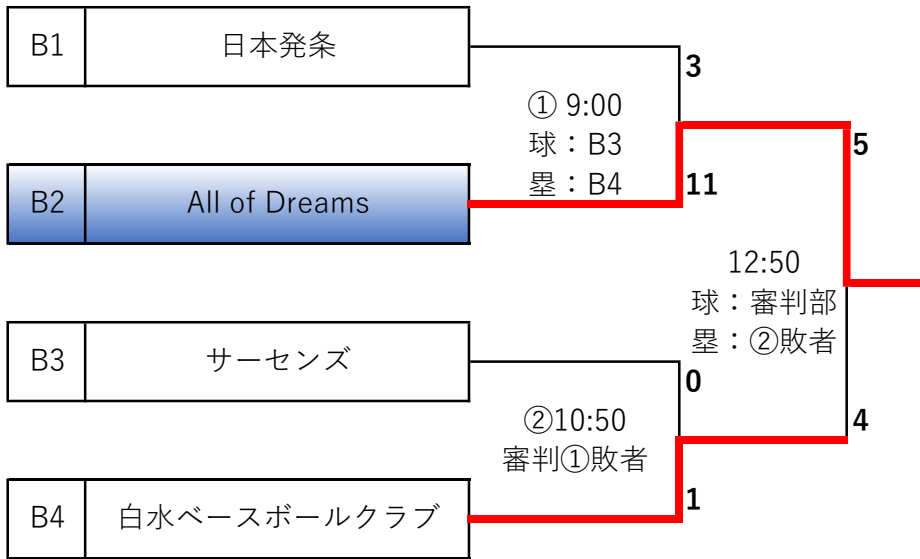 B1 日本発条
3
① 9:00
球：B3
塁：B4
5
B2 All of Dreams
11
12:50
球：審判部
塁：②敗者
B3 サーセンズ
0
②10:50
審判①敗者
4
B4 白水ベースボールクラブ
1